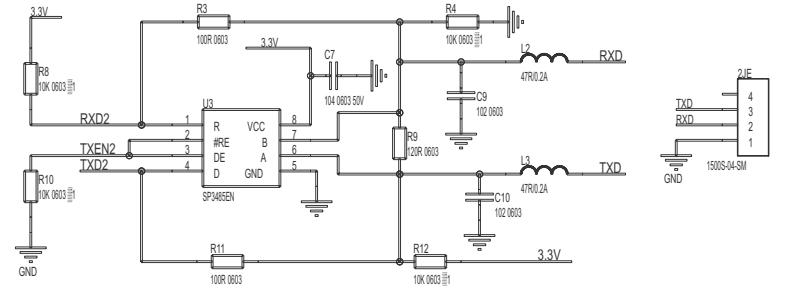 3.3V
R3
100R 0603
R4
10K 0603
3.3V
L2
RXD
47R/0.2A
R8
10K 0603
C7
104 0603 50V
C9
102 0603
2JE
U3
RXD2
1
R
VCC
8
2
#RE
B
7
TXEN2
3
DE
A
6
TXD2
4
D
GND
5
SP3485EN
R9
120R 0603
TXD
RXD
4
3
2
1
GND
1500S-04-SM
L3
TXD
47R/0.2A
R10
10K 0603
C10
102 0603
GND
R11
100R 0603
R12
10K 0603
3.3V